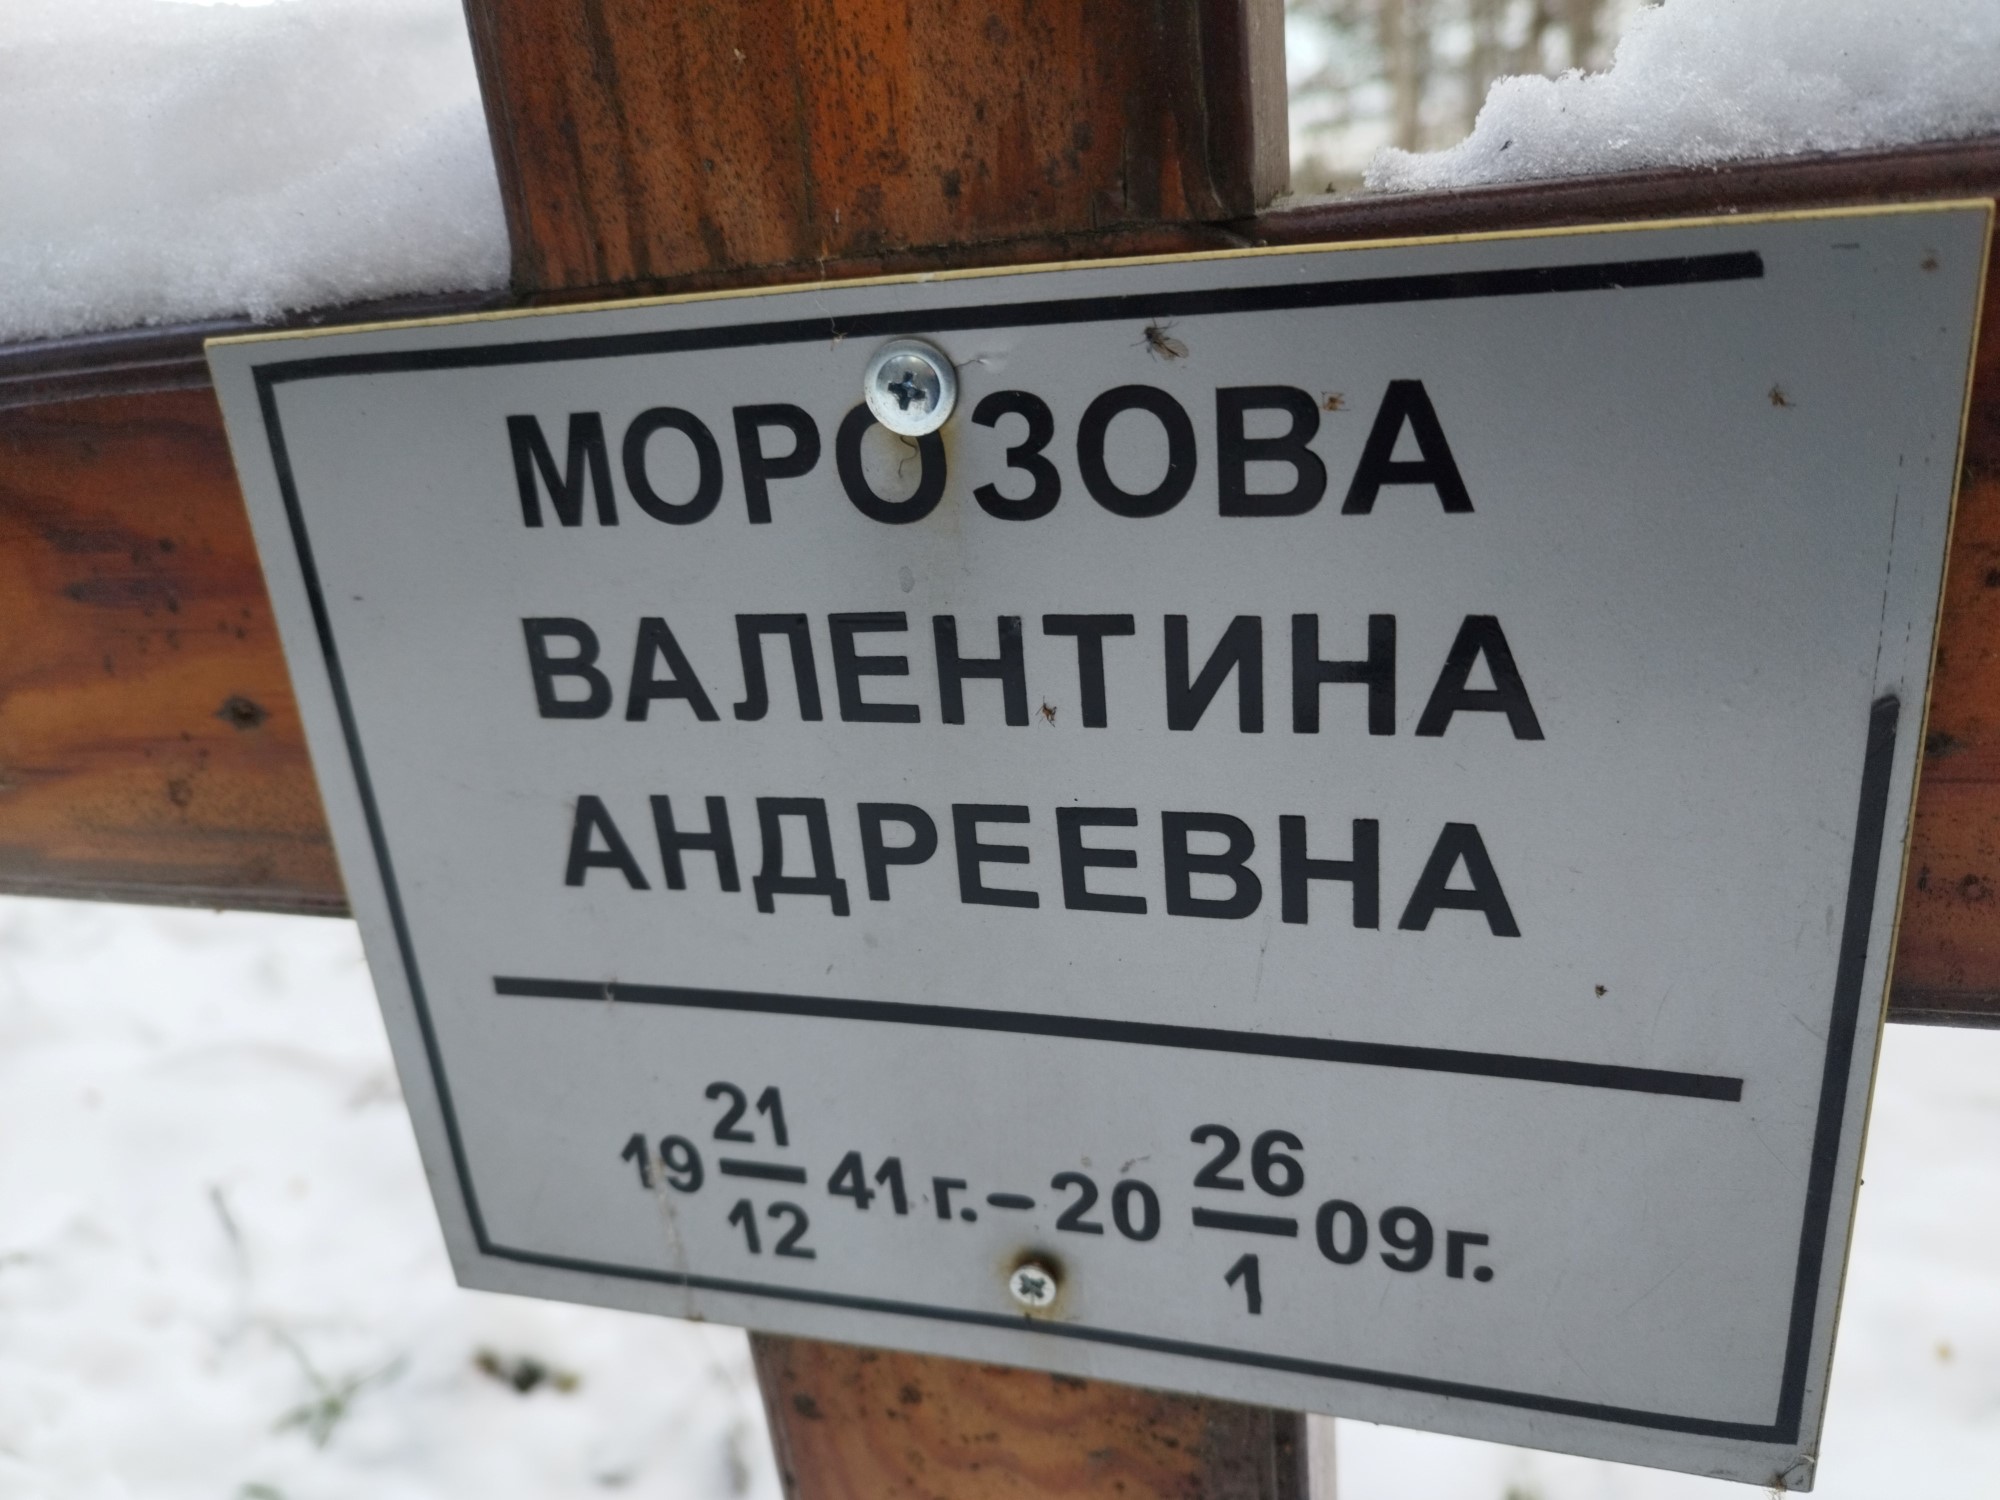 МОРОЗОВА
ВАЛЕНТИНА
АНДРЕЕВНА
19 21/12 41 г. – 20 26/1 09г.